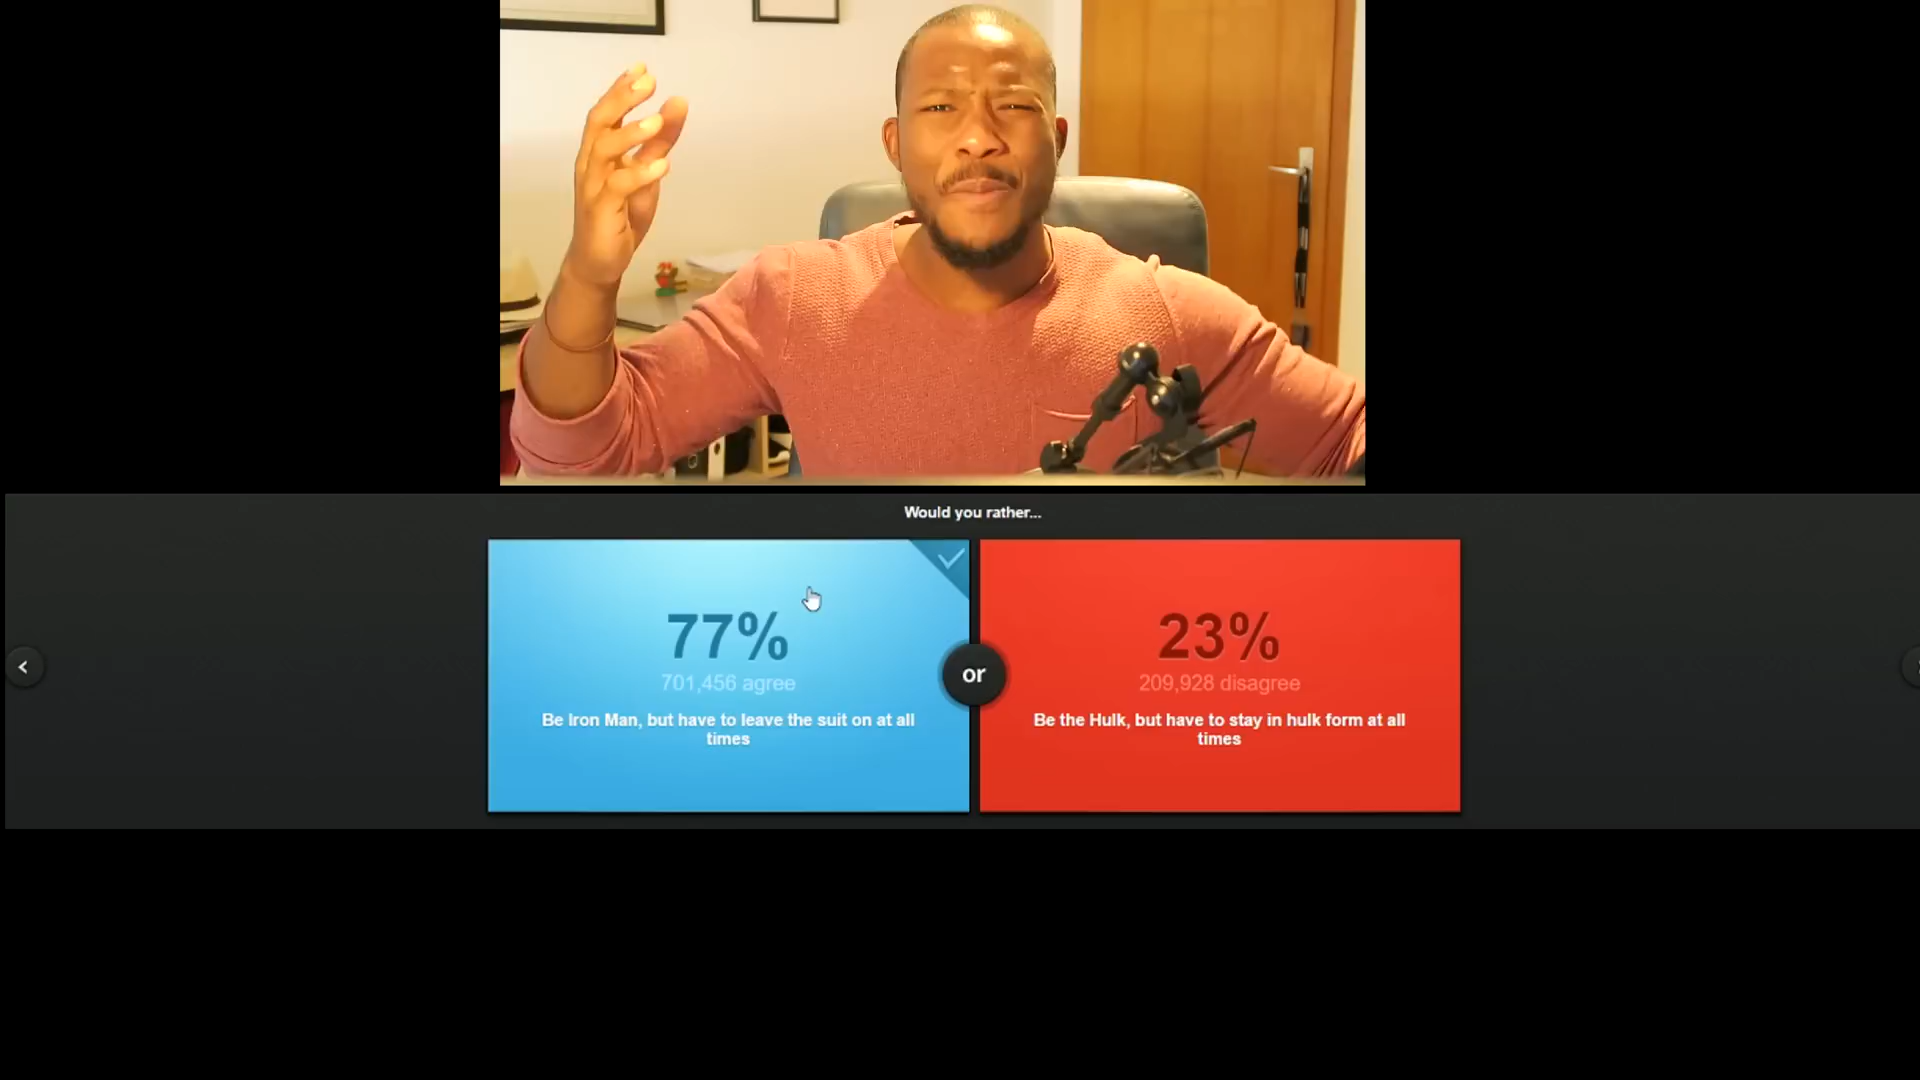 Would you rather...
77%
701,456 agree
Be Iron Man, but have to leave the suit on at all
times
or
23%
209,928 disagree
Be the Hulk, but have to stay in hulk form at all
times